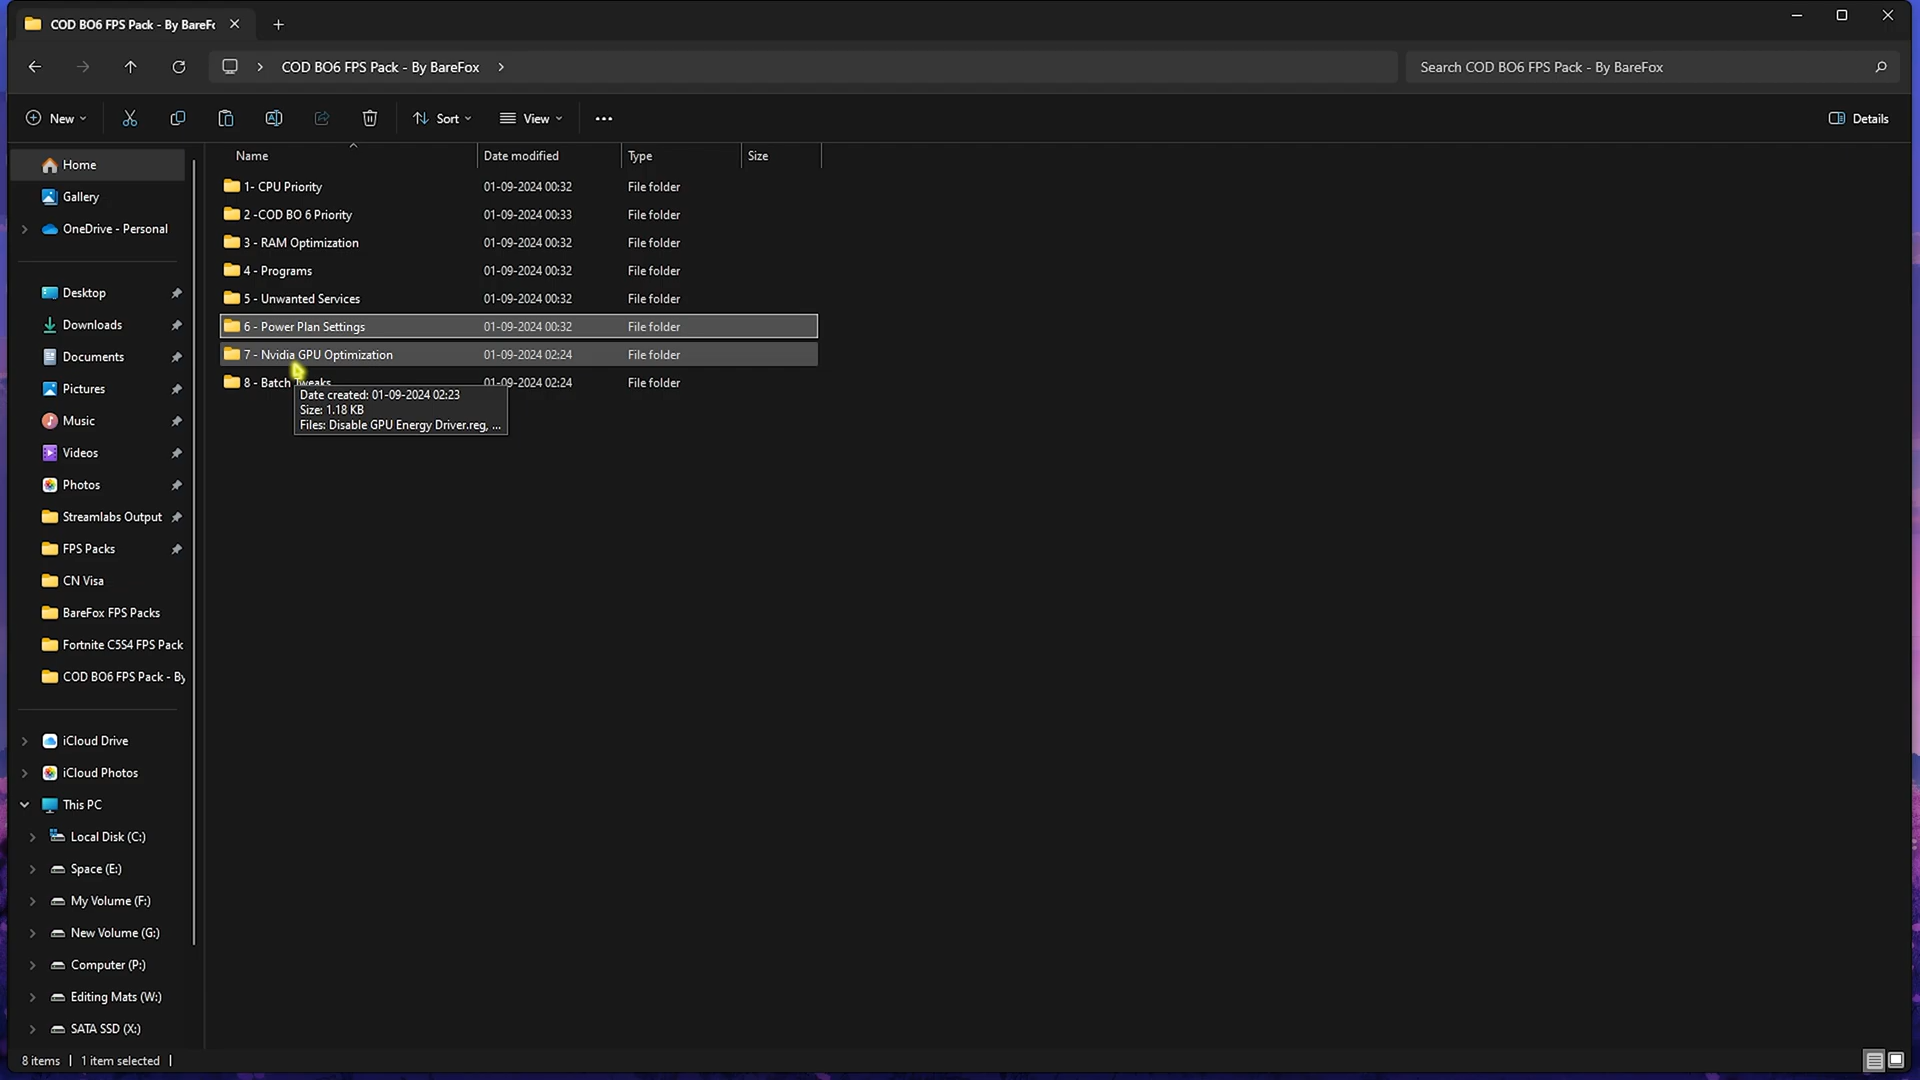 COD BO6 FPS Pack - By BareFo
COD BO6 FPS Pack - By BareFox
Search COD BO6 FPS Pack - By BareFox
New
Sort
View
Details
Name Date modified Type Size
Home
Gallery
OneDrive - Personal
Desktop
Downloads
Documents
Pictures
Music
Videos
Photos
Streamlabs Output
FPS Packs
CN Visa
BareFox FPS Packs
Fortnite C5S4 FPS Pack
COD BO6 FPS Pack - By
iCloud Drive
iCloud Photos
This PC
Local Disk (C:)
Space (E:)
My Volume (F:)
New Volume (G:)
Computer (P:)
Editing Mats (W:)
SATA SSD (X:)
1- CPU Priority 01-09-2024 00:32 File folder
2 -COD BO 6 Priority 01-09-2024 00:33 File folder
3 - RAM Optimization 01-09-2024 00:32 File folder
4 - Programs 01-09-2024 00:32 File folder
5 - Unwanted Services 01-09-2024 00:32 File folder
6 - Power Plan Settings 01-09-2024 00:32 File folder
7 - Nvidia GPU Optimization 01-09-2024 02:24 File folder
8 - Batch Tweaks 01-09-2024 02:24 File folder
Date created: 01-09-2024 02:23
Size: 1.18 KB
Files: Disable GPU Energy Driver.reg, ...
8 items 1 item selected